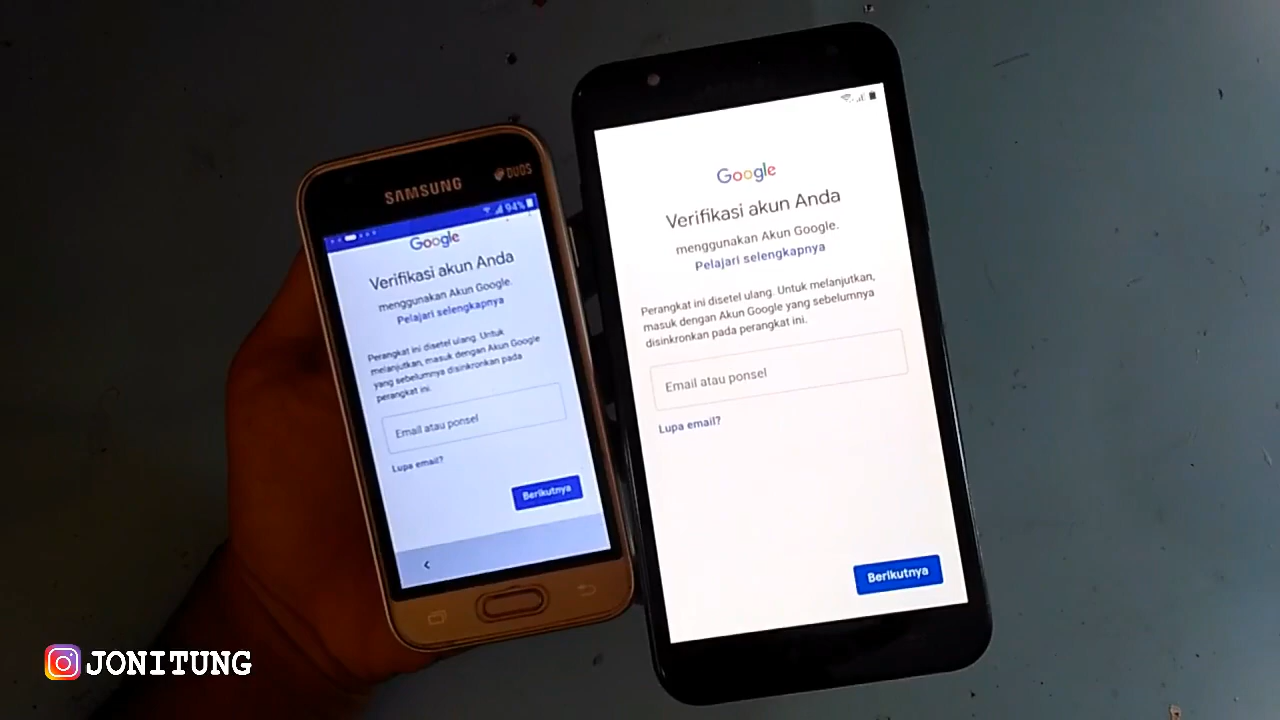 SAMSUNG
DUOS
94%
Google
Verifikasi akun Anda
menggunakan Akun Google.
Pelajari selengkapnya
Perangkat ini disetel ulang. Untuk
melanjutkan, masuk dengan Akun Google
yang sebelumnya disinkronkan pada
perangkat ini.
Email atau ponsel
Lupa email?
Berikutnya
Google
Verifikasi akun Anda
menggunakan Akun Google.
Pelajari selengkapnya
Perangkat ini disetel ulang. Untuk melanjutkan,
masuk dengan Akun Google yang sebelumnya
disinkronkan pada perangkat ini.
Email atau ponsel
Lupa email?
Berikutnya
JONITUNG